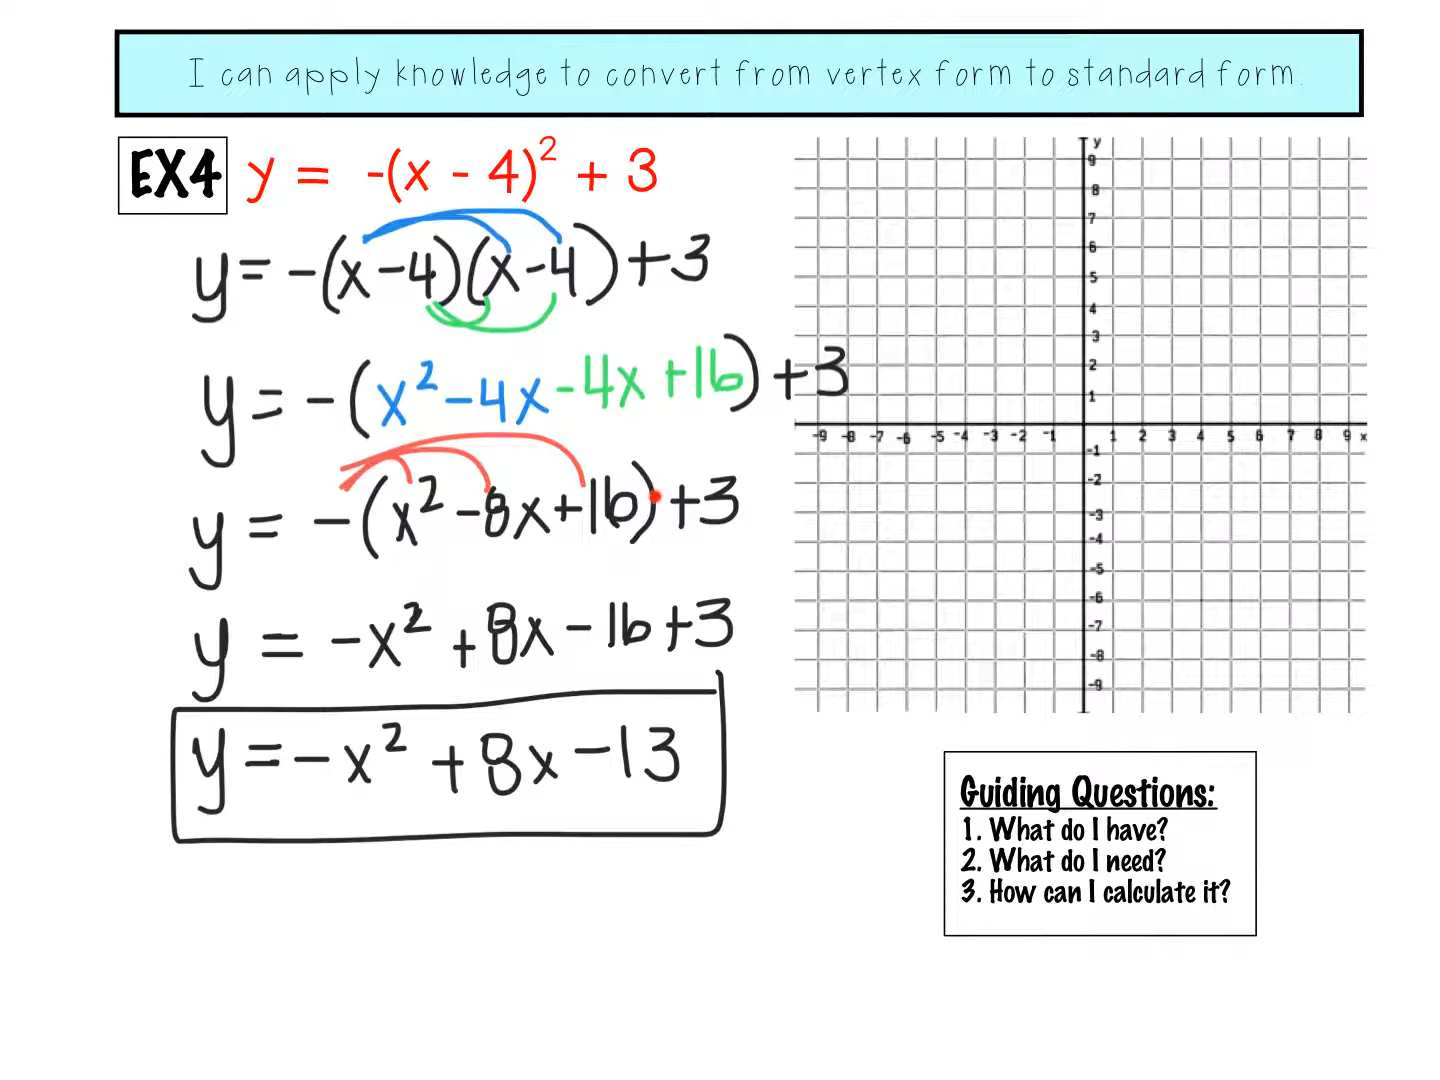 I can apply knowledge to convert from vertex form to standard form.
EX4 y = -(x - 4)² + 3
y = -(x - 4)(x - 4) + 3
y = -(x² - 4x - 4x + 16) + 3
y = -(x² - 8x + 16) + 3
y = -x² + 8x - 16 + 3
y = -x² + 8x - 13
y
9
8
7
6
5
4
3
2
1
-9 -8 -7 -6 -5 -4 -3 -2 -1 1 2 3 4 5 6 7 8 9 x
-1
-2
-3
-4
-5
-6
-7
-8
-9
Guiding Questions:
1. What do I have?
2. What do I need?
3. How can I calculate it?